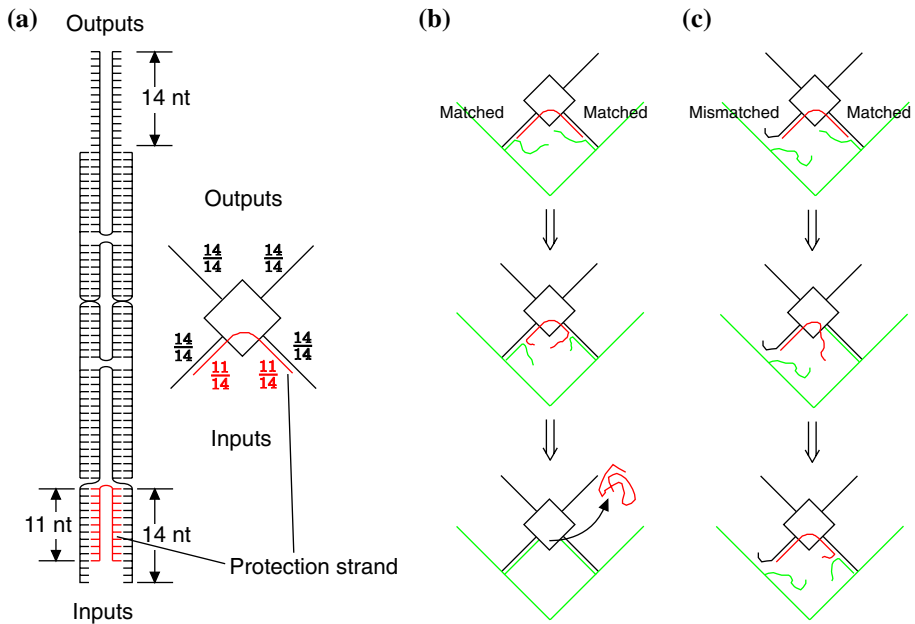 (a)
Outputs
14 nt
Outputs
14/14 14/14
14/14 14/14
11/14 11/14
Inputs
11 nt
14 nt
Protection strand
Inputs
(b)
Matched Matched
(c)
Mismatched Matched